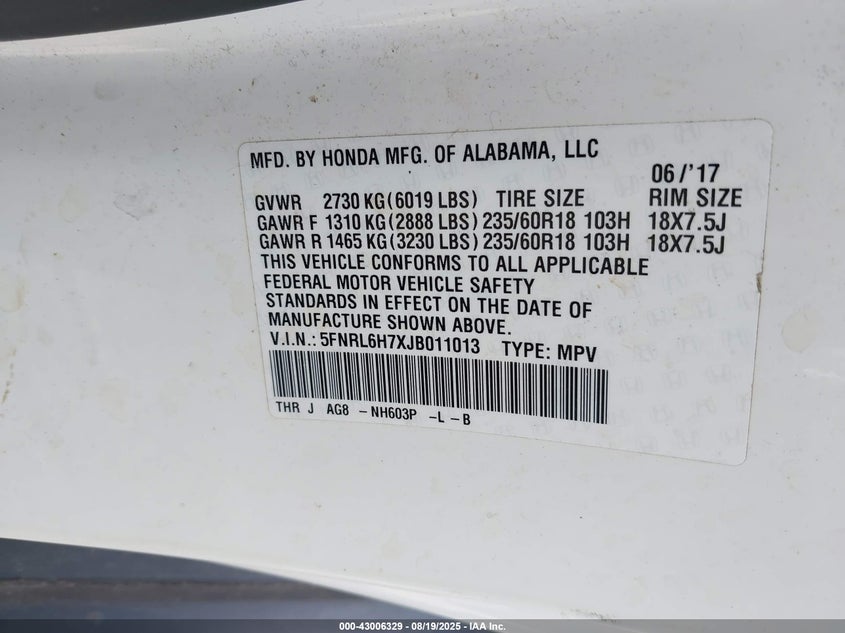 MFD. BY HONDA MFG. OF ALABAMA, LLC
06/'17
GVWR 2730 KG(6019 LBS) TIRE SIZE RIM SIZE
GAWR F 1310 KG(2888 LBS) 235/60R18 103H 18X7.5J
GAWR R 1465 KG(3230 LBS) 235/60R18 103H 18X7.5J
THIS VEHICLE CONFORMS TO ALL APPLICABLE
FEDERAL MOTOR VEHICLE SAFETY
STANDARDS IN EFFECT ON THE DATE OF
MANUFACTURE SHOWN ABOVE.
V.I.N.: 5FNRL6H7XJB011013 TYPE: MPV
THR J AG8 -NH603P -L-B
000-43006329 - 08/19/2025 - IAA Inc.